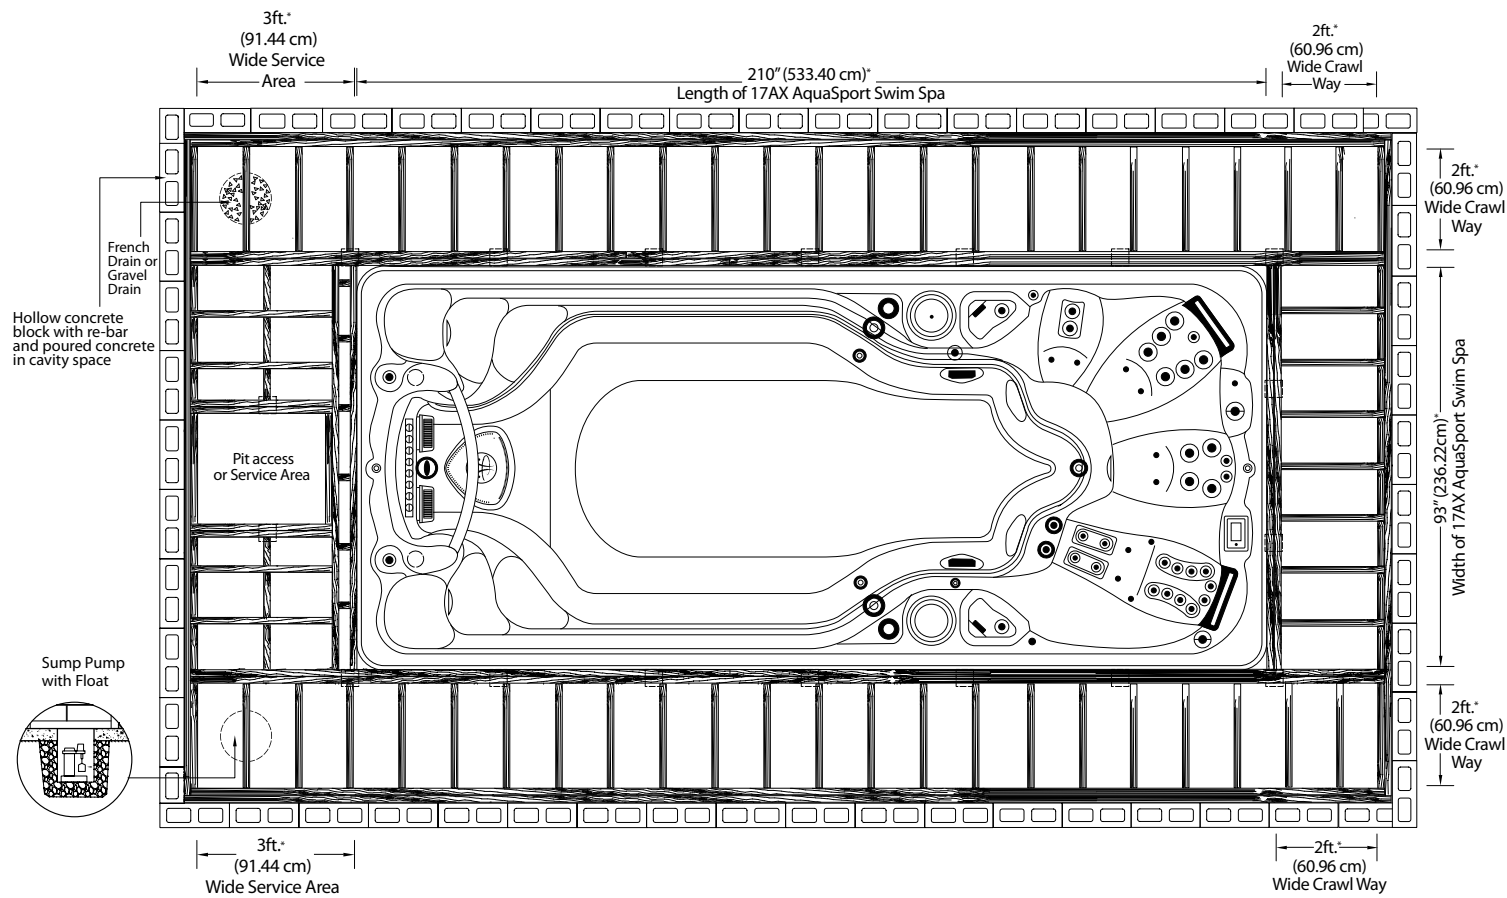 3ft.*
(91.44 cm)
Wide Service
Area
210” (533.40 cm)*
Length of 17AX AquaSport Swim Spa
2ft.*
(60.96 cm)
Wide Crawl
Way
2ft.*
(60.96 cm)
Wide Crawl
Way
French
Drain or
Gravel
Drain
Hollow concrete
block with re-bar
and poured concrete
in cavity space
Pit access
or Service Area
93” (236.22cm)*
Width of 17AX AquaSport Swim Spa
Sump Pump
with Float
2ft.*
(60.96 cm)
Wide Crawl
Way
3ft.*
(91.44 cm)
Wide Service Area
2ft.*
(60.96 cm)
Wide Crawl Way